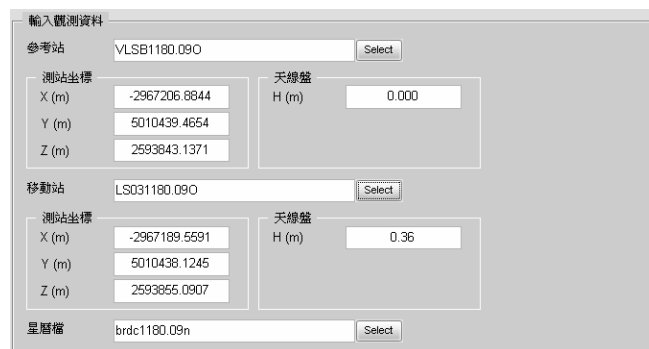 輸入觀測資料
參考站 VLSB1180.09O Select
測站坐標 天線盤
X (m) -2967206.8844 H (m) 0.000
Y (m) 5010439.4654
Z (m) 2593843.1371
移動站 LS031180.09O Select
測站坐標 天線盤
X (m) -2967189.5591 H (m) 0.36
Y (m) 5010438.1245
Z (m) 2593855.0907
星曆檔 brdc1180.09n Select